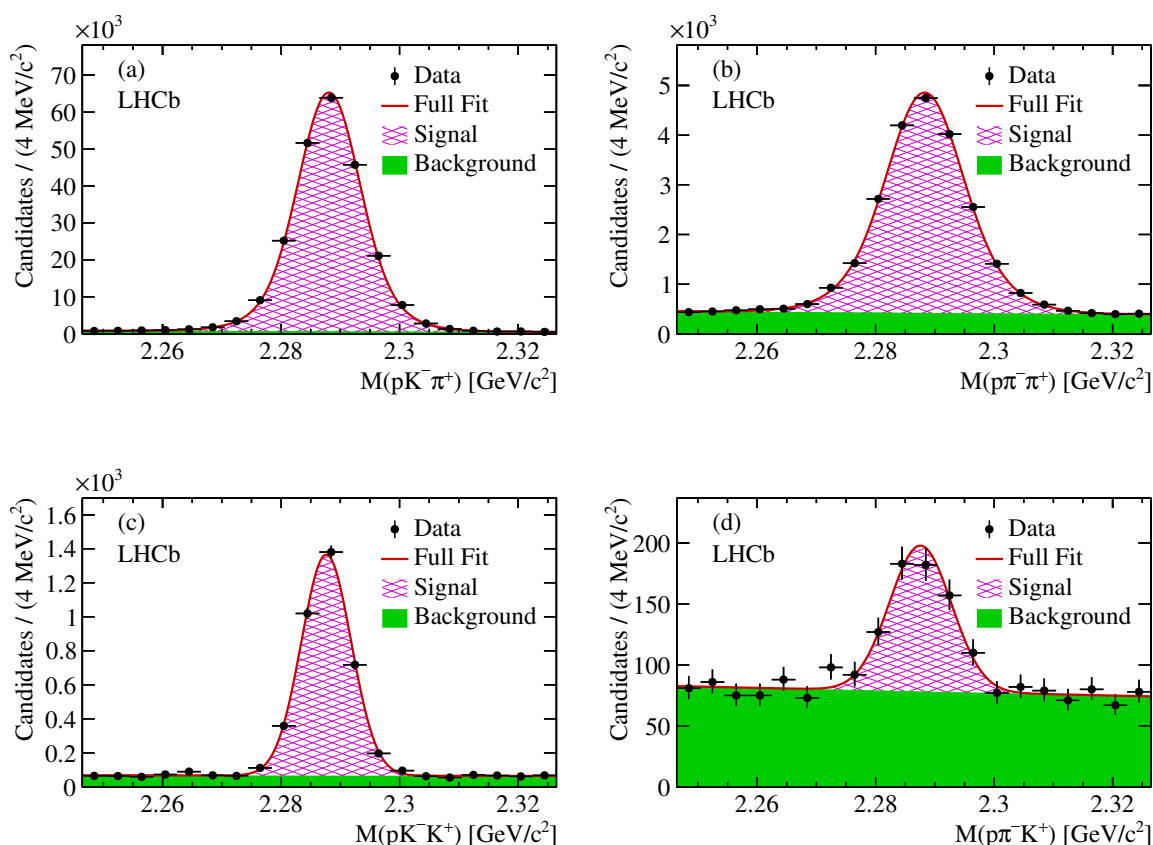 ×10³
Candidates / (4 MeV/c²)
70
60
50
40
30
20
10
0
(a)
LHCb
Data
Full Fit
Signal
Background
2.26
2.28
2.3
2.32
M(pK⁻π⁺) [GeV/c²]
×10³
Candidates / (4 MeV/c²)
5
4
3
2
1
0
(b)
LHCb
Data
Full Fit
Signal
Background
2.26
2.28
2.3
2.32
M(pπ⁻π⁺) [GeV/c²]
×10³
Candidates / (4 MeV/c²)
1.6
1.4
1.2
1
0.8
0.6
0.4
0.2
0
(c)
LHCb
Data
Full Fit
Signal
Background
2.26
2.28
2.3
2.32
M(pK⁻K⁺) [GeV/c²]
Candidates / (4 MeV/c²)
200
150
100
50
0
(d)
LHCb
Data
Full Fit
Signal
Background
2.26
2.28
2.3
2.32
M(pπ⁻K⁺) [GeV/c²]